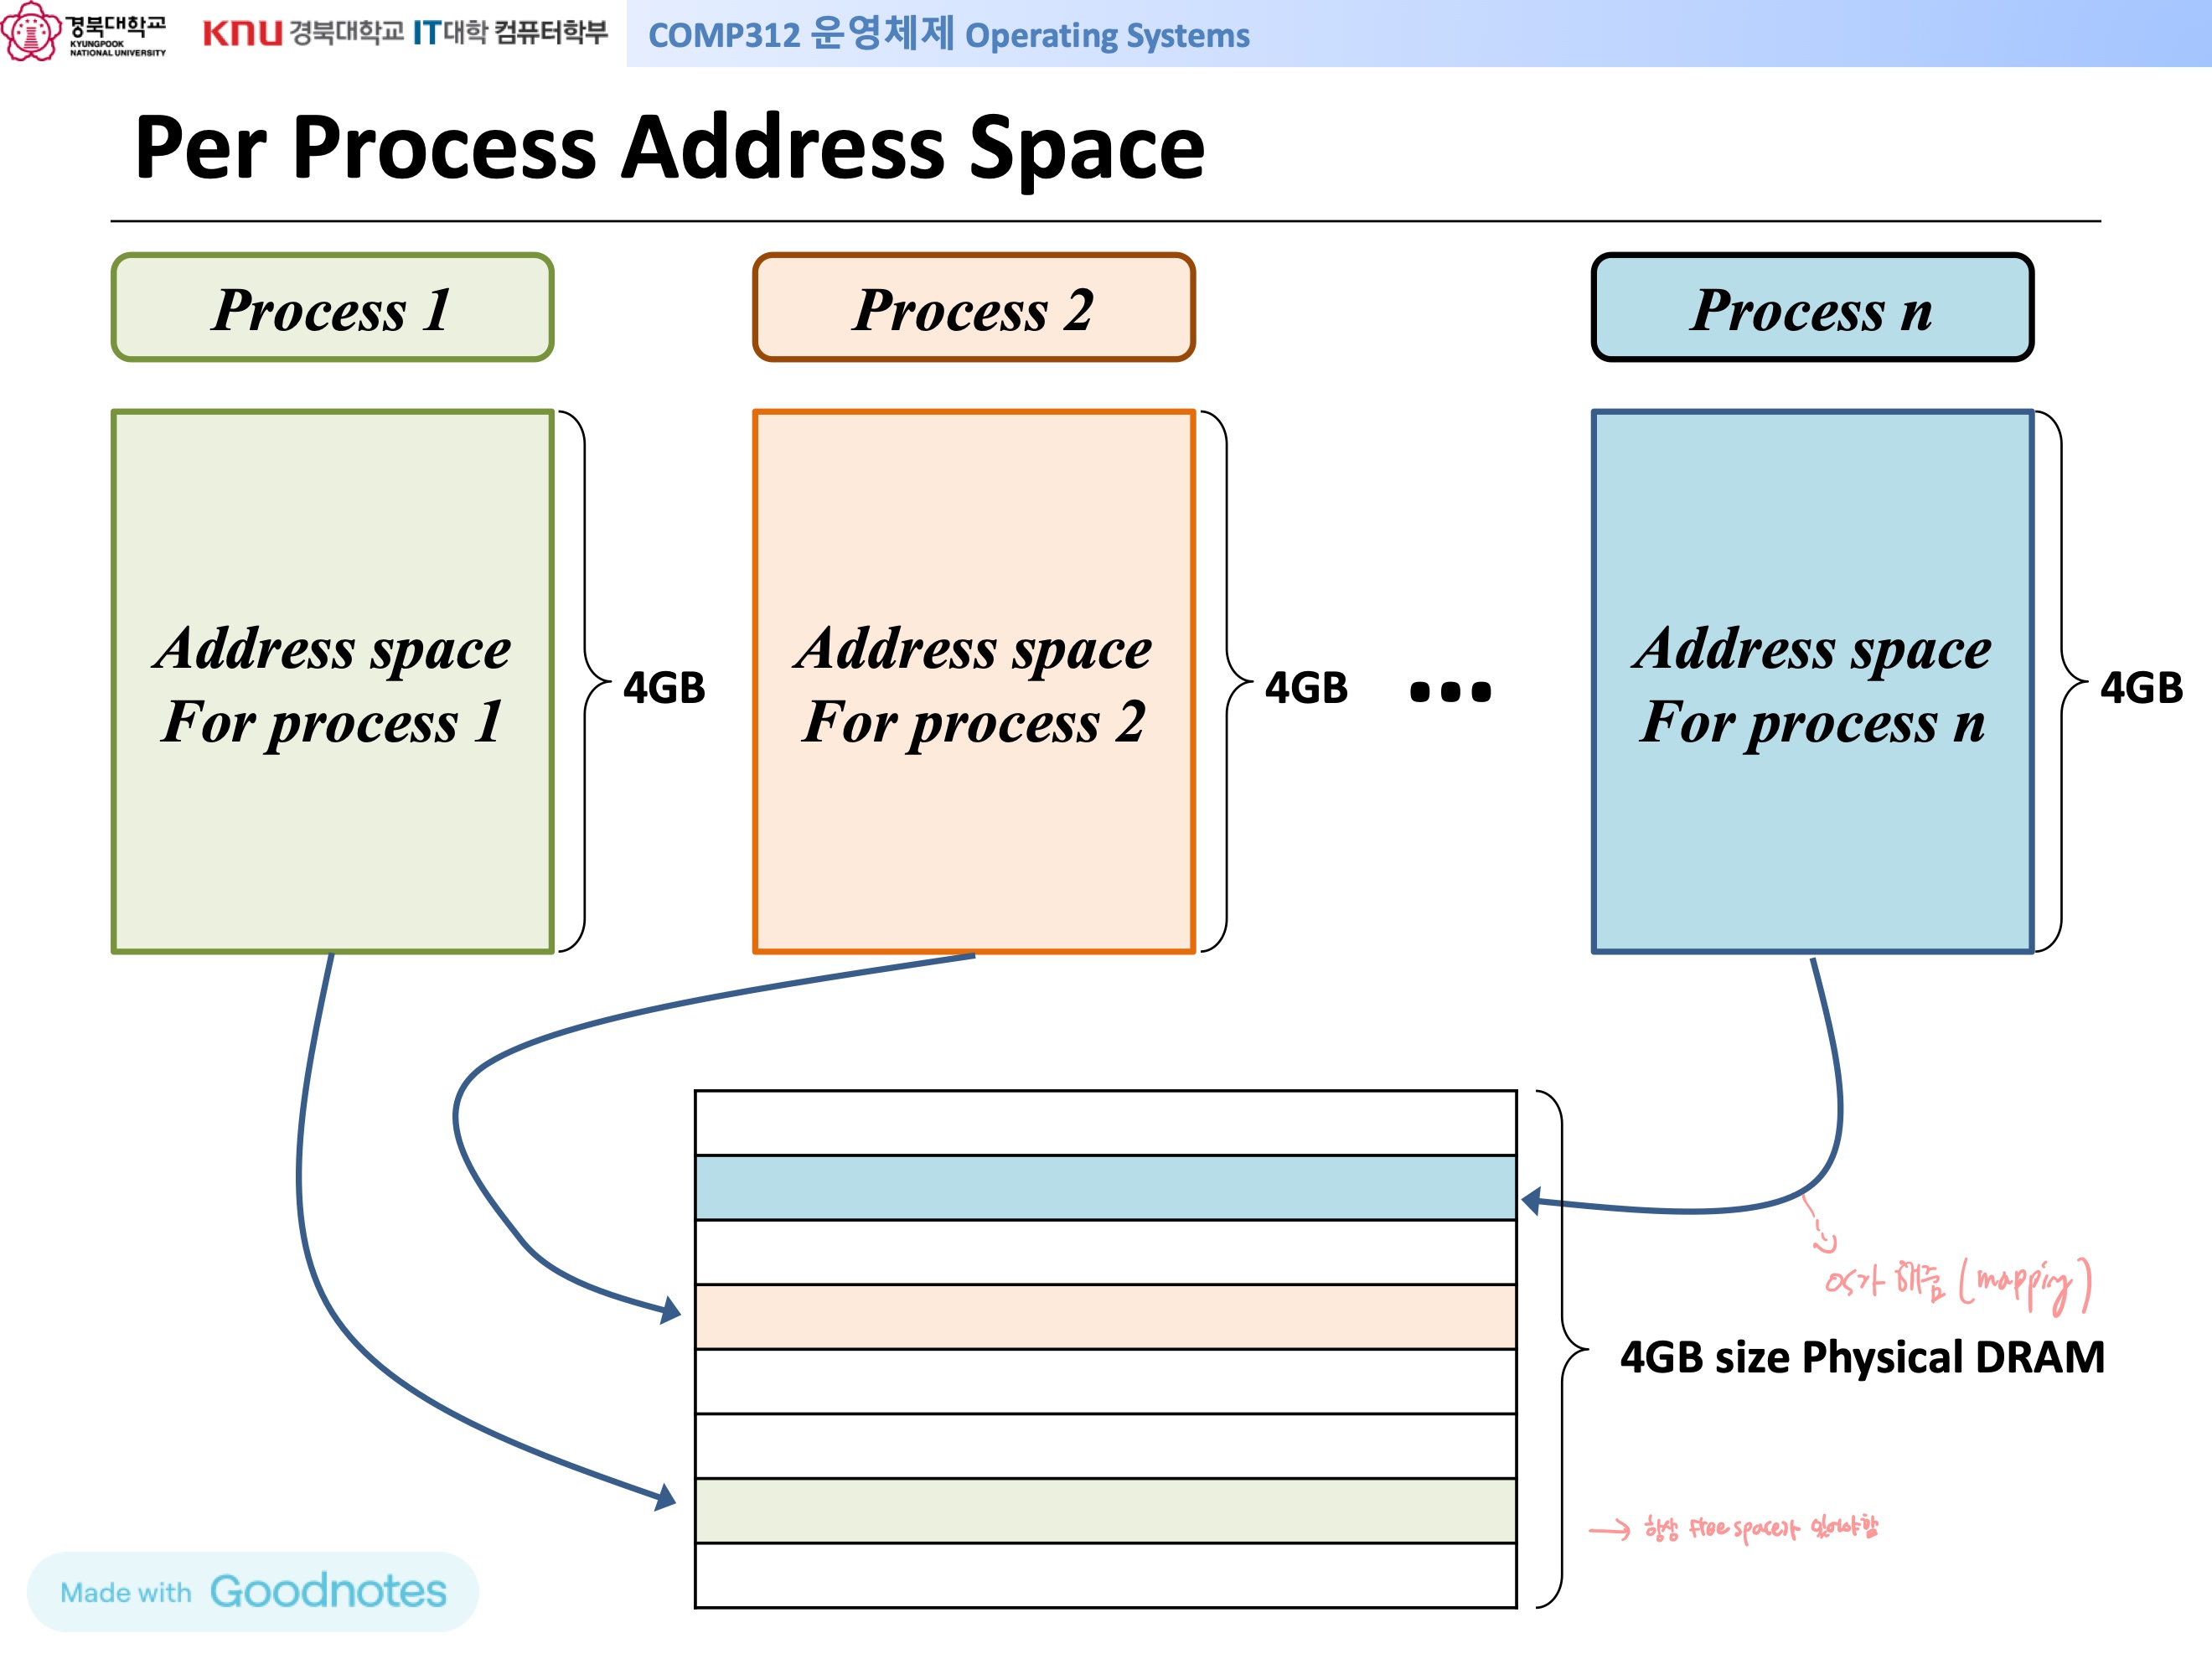 경북대학교
KYUNGPOOK
NATIONAL UNIVERSITY
KNU 경북대학교 IT대학 컴퓨터학부
COMP312 운영체제 Operating Systems
Per Process Address Space
Process 1
Process 2
Process n
Address space
For process 1
4GB
Address space
For process 2
4GB
...
Address space
For process n
4GB
여가 해줌 (mapping)
4GB size Physical DRAM
→ 항상 free space가 있어야함
Made with Goodnotes